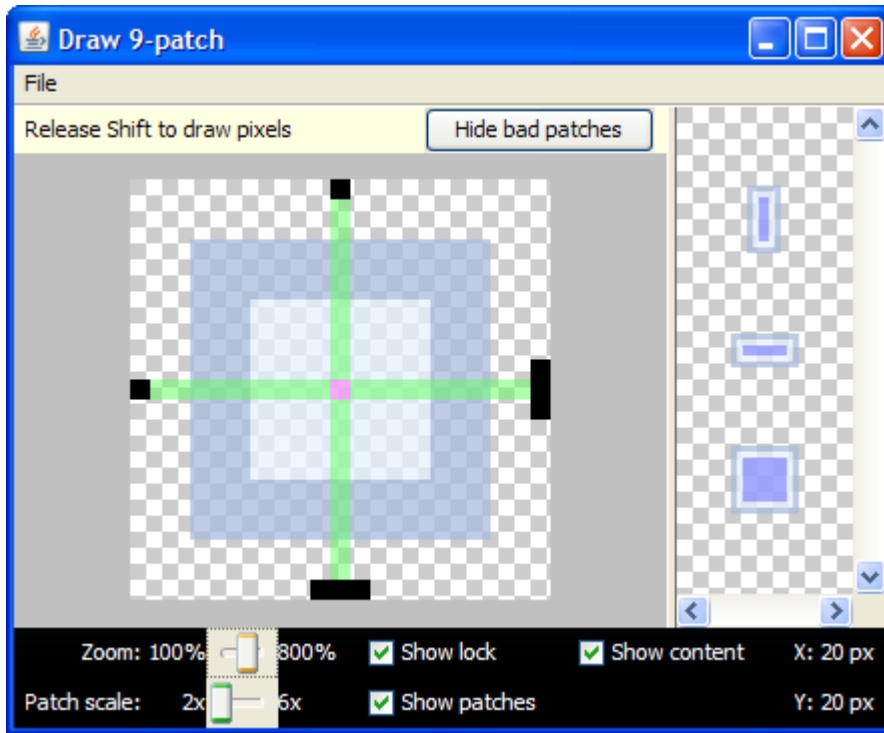 Draw 9-patch
File
Release Shift to draw pixels Hide bad patches
Zoom: 100% 800% Show lock Show content X: 20 px
Patch scale: 2x 6x Show patches Y: 20 px